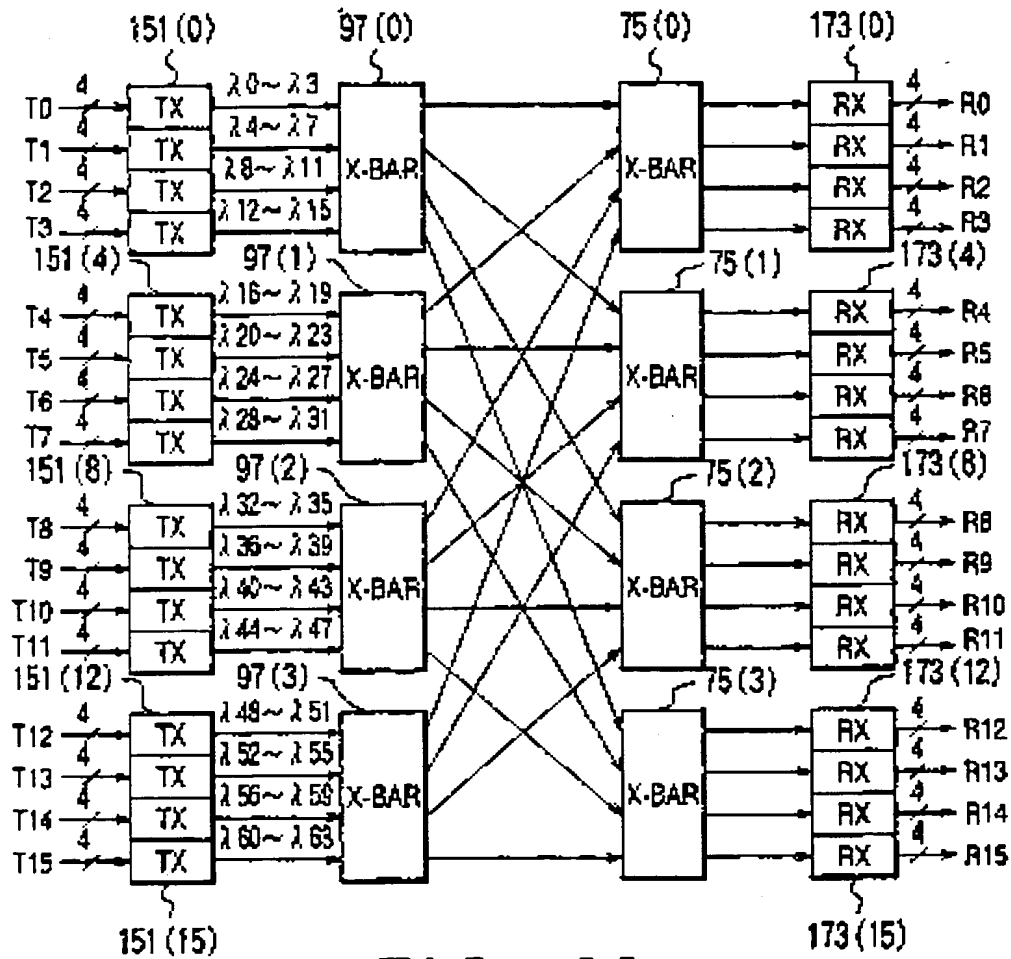 151(0) 97(0) 75(0) 173(0)
4 λ0~λ3 4
T0 TX RX R0
4 λ4~λ7 4
T1 TX RX R1
4 λ8~λ11 X-BAR X-BAR 4
T2 TX RX R2
4 λ12~λ15 4
T3 TX RX R3
151(4) 97(1) 75(1) 173(4)
4 λ16~λ19 4
T4 TX RX R4
4 λ20~λ23 4
T5 TX RX R5
4 λ24~λ27 X-BAR X-BAR 4
T6 TX RX R6
4 λ28~λ31 4
T7 TX RX R7
151(8) 97(2) 75(2) 173(8)
4 λ32~λ35 4
T8 TX RX R8
4 λ36~λ39 4
T9 TX RX R9
λ40~λ43 X-BAR X-BAR 4
T10 TX RX R10
4 λ44~λ47 4
T11 TX RX R11
151(12) 97(3) 75(3) 173(12)
4 λ48~λ51 4
T12 TX RX R12
4 λ52~λ55 4
T13 TX RX R13
4 λ56~λ59 X-BAR X-BAR 4
T14 TX RX R14
4 λ60~λ63 4
T15 TX RX R15
151(15) 173(15)